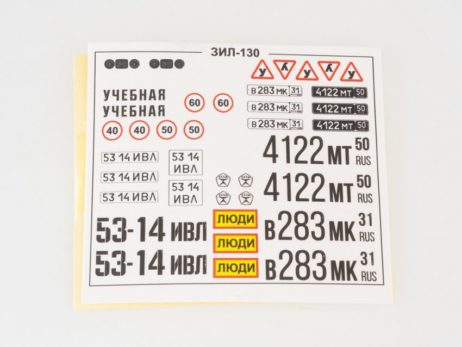 ЗИЛ-130
У У У У У
УЧЕБНАЯ
УЧЕБНАЯ
60 60
40 40 50 50
В 283 МК 31
4122 МТ 50
В 283 МК 31
4122 МТ 50
В 283 МК 31
4122 МТ 50
4122 МТ 50 RUS
4122 МТ 50 RUS
53 14 ИВЛ
53 14 ИВЛ
53 14 ИВЛ
53 14 ИВЛ
53 14 ИВЛ
53-14 ИВЛ
53-14 ИВЛ
ЛЮДИ
ЛЮДИ
ЛЮДИ
В 283 МК 31 RUS
В 283 МК 31 RUS